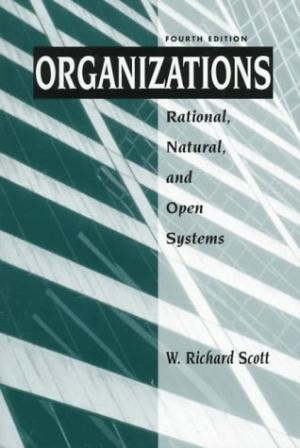 FOURTH EDITION
ORGANIZATIONS
Rational,
Natural,
and
Open
Systems
W. Richard Scott